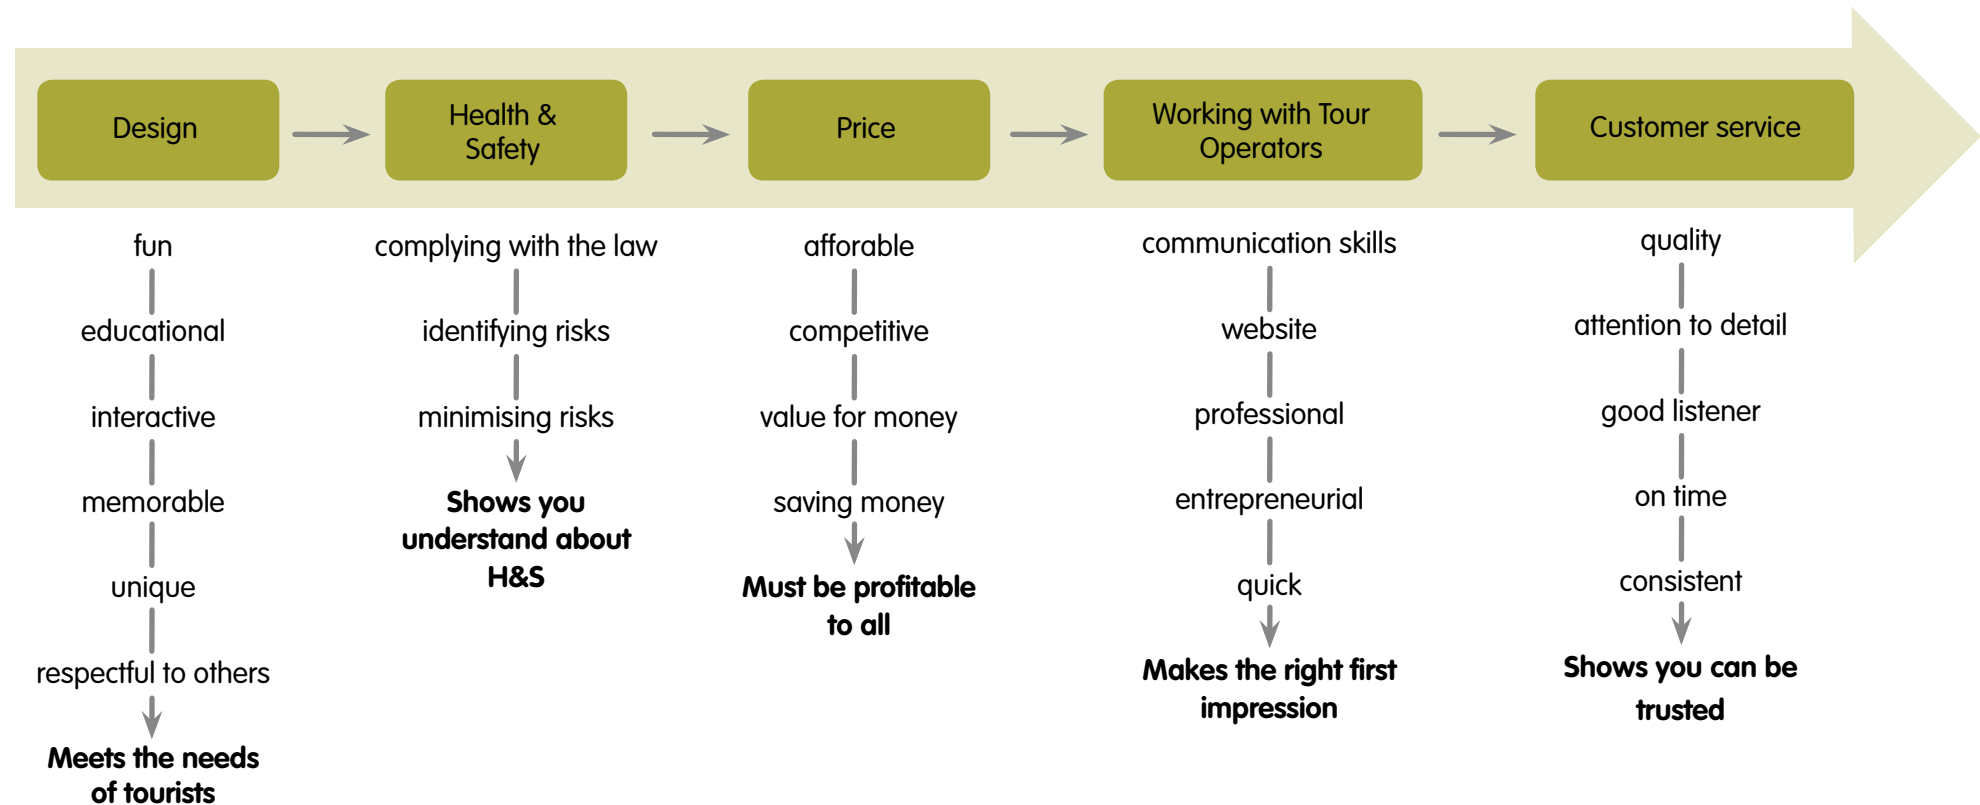 Design
Health &
Safety
Price
Working with Tour
Operators
Customer service
fun
educational
interactive
memorable
unique
respectful to others
Meets the needs
of tourists
complying with the law
identifying risks
minimising risks
Shows you
understand about
H&S
afforable
competitive
value for money
saving money
Must be profitable
to all
communication skills
website
professional
entrepreneurial
quick
Makes the right first
impression
quality
attention to detail
good listener
on time
consistent
Shows you can be
trusted